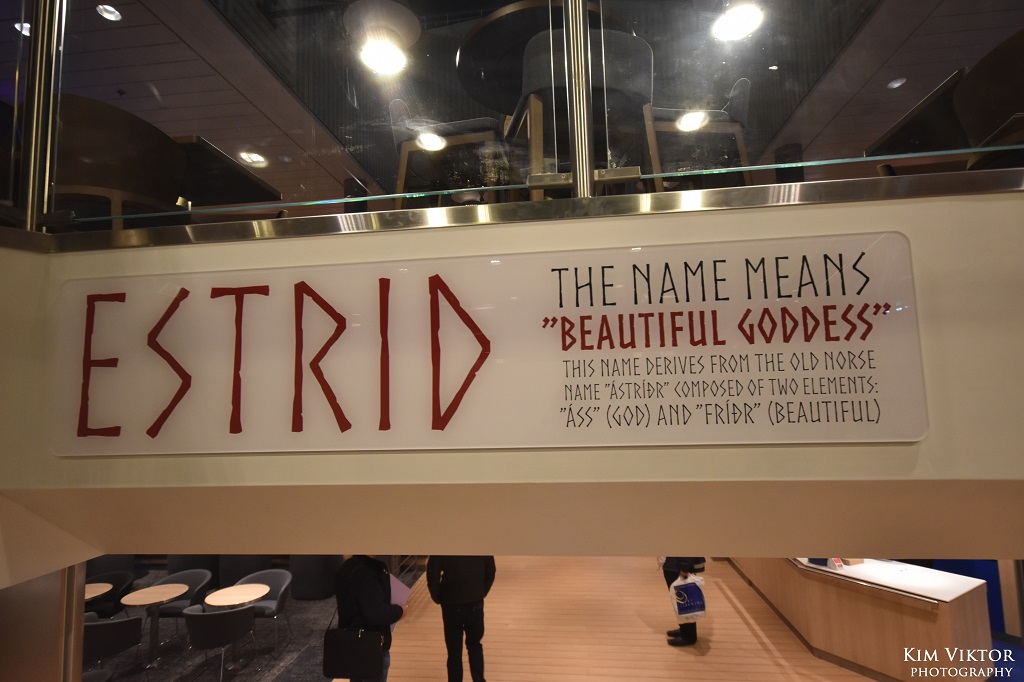 ESTRID
THE NAME MEANS
"BEAUTIFUL GODDESS"
THIS NAME DERIVES FROM THE OLD NORSE
NAME "ÁSTRÍÐR" COMPOSED OF TWO ELEMENTS:
"ÁSS" (GOD) AND "FRÍÐR" (BEAUTIFUL)
KIM VIKTOR
PHOTOGRAPHY